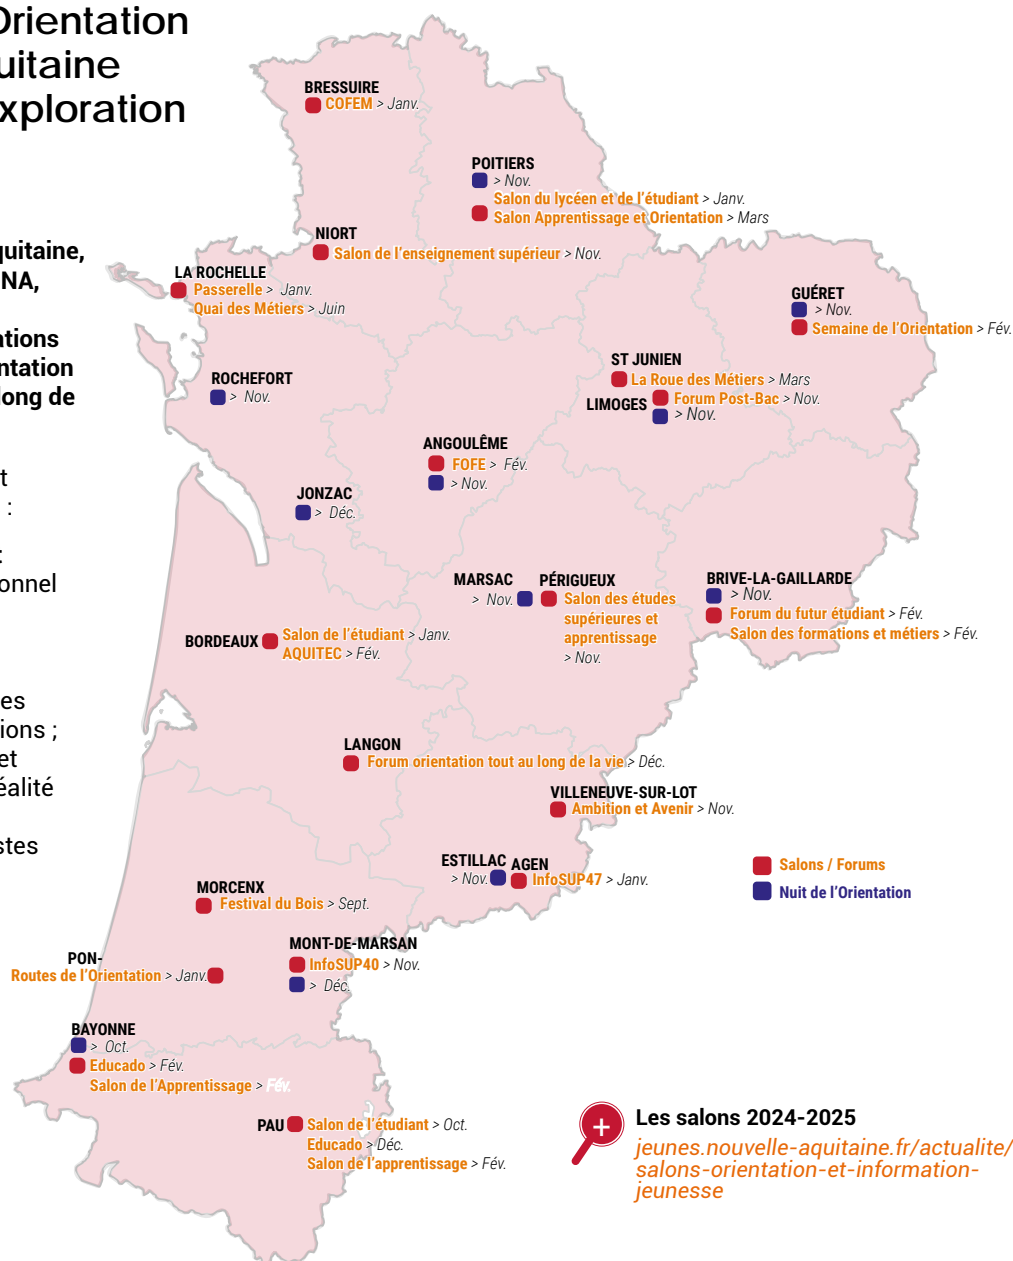 Orientation
uitaine
xploration
quitaine,
NA,
ations
ntation
long de
t
:
:
onnel
es
ions ;
et
éalité
stes
BRESSUIRE
COFEM > Janv.
POITIERS
> Nov.
Salon du lycéen et de l'étudiant > Janv.
Salon Apprentissage et Orientation > Mars
NIORT
Salon de l'enseignement supérieur > Nov.
LA ROCHELLE
Passerelle > Janv.
Quai des Métiers > Juin
GUÉRET
> Nov.
Semaine de l'Orientation > Fév.
ROCHEFORT
> Nov.
ST JUNIEN
La Roue des Métiers > Mars
LIMOGES
Forum Post-Bac > Nov.
> Nov.
ANGOULÊME
FOFE > Fév.
> Nov.
JONZAC
> Déc.
MARSAC
> Nov.
PÉRIGUEUX
Salon des études
supérieures et
apprentissage
> Nov.
BRIVE-LA-GAILLARDE
> Nov.
Forum du futur étudiant > Fév.
Salon des formations et métiers > Fév.
BORDEAUX
Salon de l'étudiant > Janv.
AQUITEC > Fév.
LANGON
Forum orientation tout au long de la vie > Déc.
VILLENEUVE-SUR-LOT
Ambition et Avenir > Nov.
ESTILLAC
> Nov.
AGEN
InfoSUP47 > Janv.
Salons / Forums
Nuit de l'Orientation
MORCENX
Festival du Bois > Sept.
MONT-DE-MARSAN
InfoSUP40 > Nov.
> Déc.
PON-
Routes de l'Orientation > Janv.
BAYONNE
> Oct.
Educado > Fév.
Salon de l'Apprentissage > Fév.
PAU
Salon de l'étudiant > Oct.
Educado > Déc.
Salon de l'apprentissage > Fév.
+
Les salons 2024-2025
jeunes.nouvelle-aquitaine.fr/actualite/
salons-orientation-et-information-
jeunesse